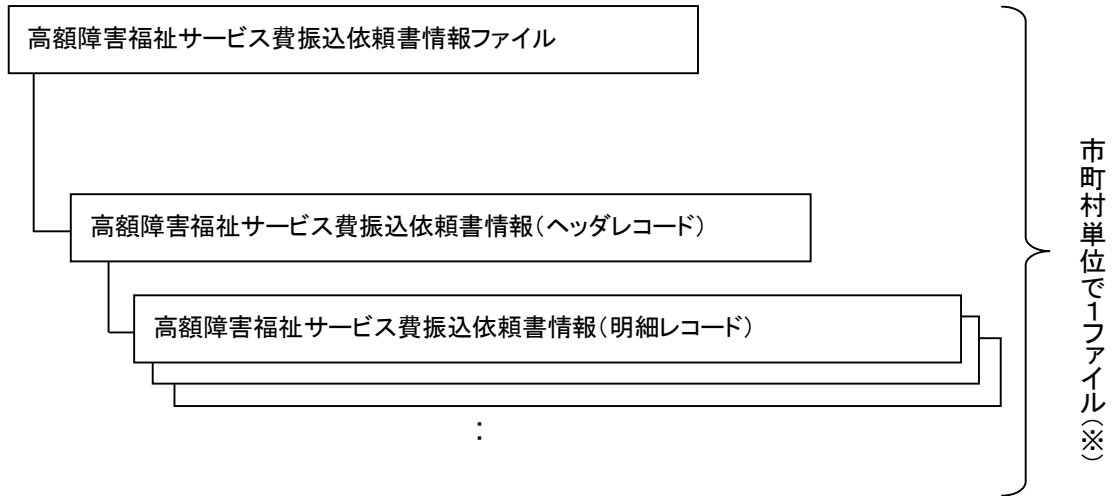 高額障害福祉サービス費振込依頼書情報ファイル
高額障害福祉サービス費振込依頼書情報（ヘッダレコード）
高額障害福祉サービス費振込依頼書情報（明細レコード）
：
市町村単位で１ファイル（※）